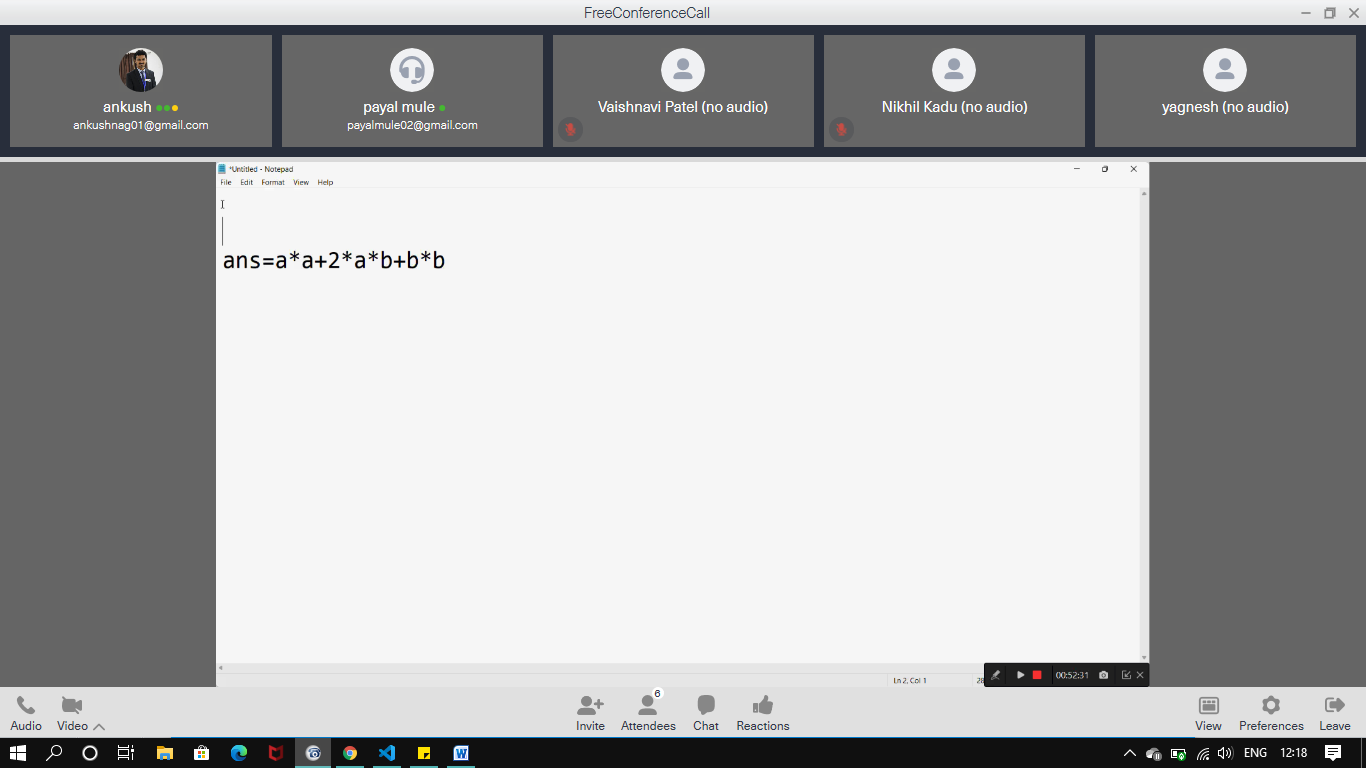 FreeConferenceCall
ankush
ankushnag01@gmail.com
payal mule
payalmule02@gmail.com
Vaishnavi Patel (no audio)
Nikhil Kadu (no audio)
yagnesh (no audio)
*Untitled - Notepad
File Edit Format View Help
ans=a*a+2*a*b+b*b
Ln 2, Col 1
00:52:31
6
Audio Video Invite Attendees Chat Reactions View Preferences Leave
ENG 12:18